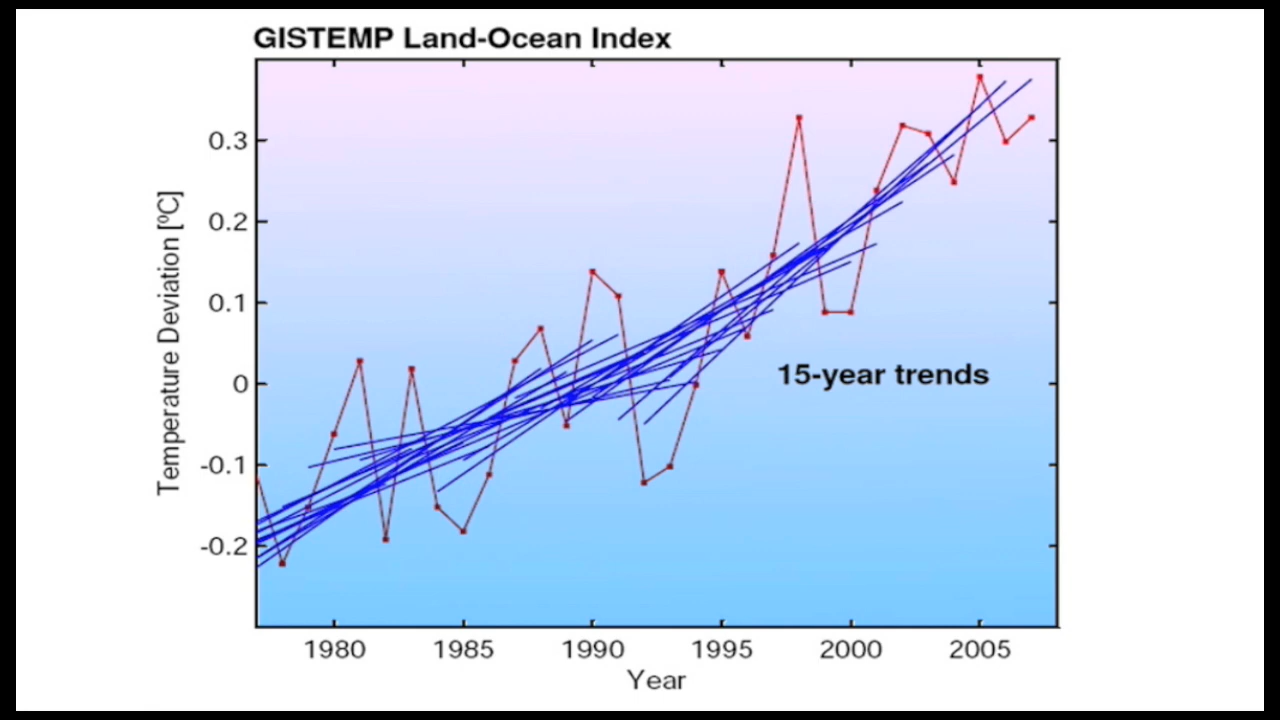 GISTEMP Land-Ocean Index
0.3
0.2
0.1
0
-0.1
-0.2
Temperature Deviation [ºC]
15-year trends
1980 1985 1990 1995 2000 2005
Year